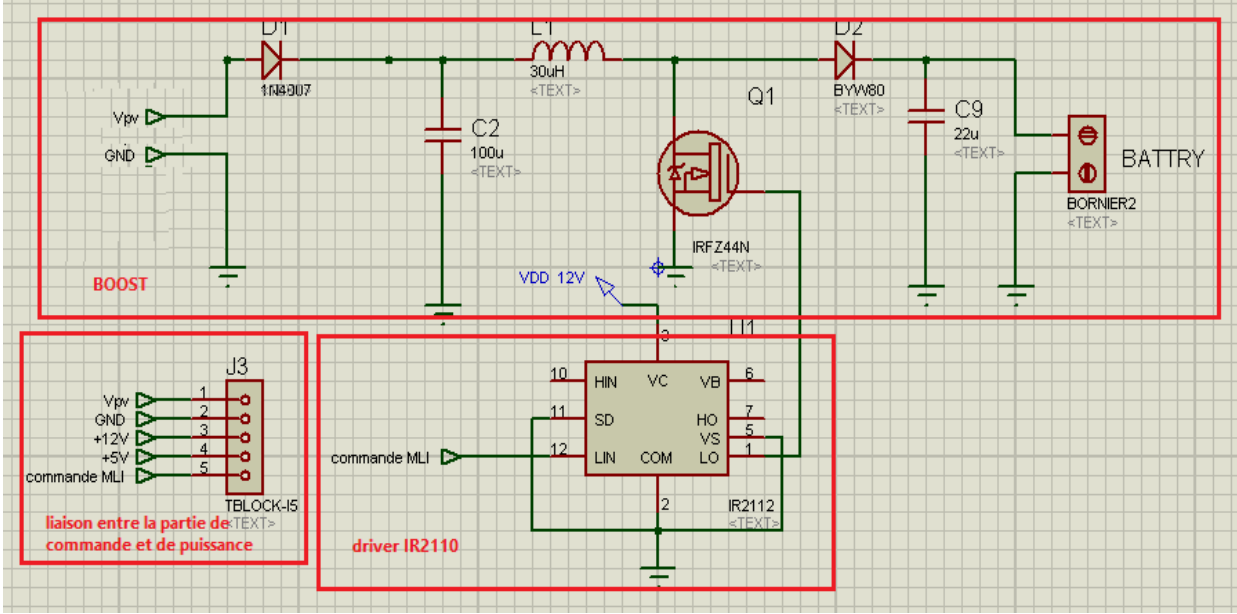 D1
L1
D2
30uH
<TEXT>
BYW80
<TEXT>
Q1
Vpv
GND
C2
100u
<TEXT>
C9
22u
<TEXT>
BATTRY
BORNIER2
<TEXT>
IRFZ44N
<TEXT>
BOOST
VDD 12V
U1
3
J3
Vpv
GND
+12V
+5V
commande MLI
1
2
3
4
5
TBLOCK-I5
<TEXT>
liaison entre la partie de
commande et de puissance
commande MLI
10
11
12
HIN
SD
LIN
VC
COM
VB
HO
VS
LO
6
7
5
1
2
IR2112
<TEXT>
driver IR2110